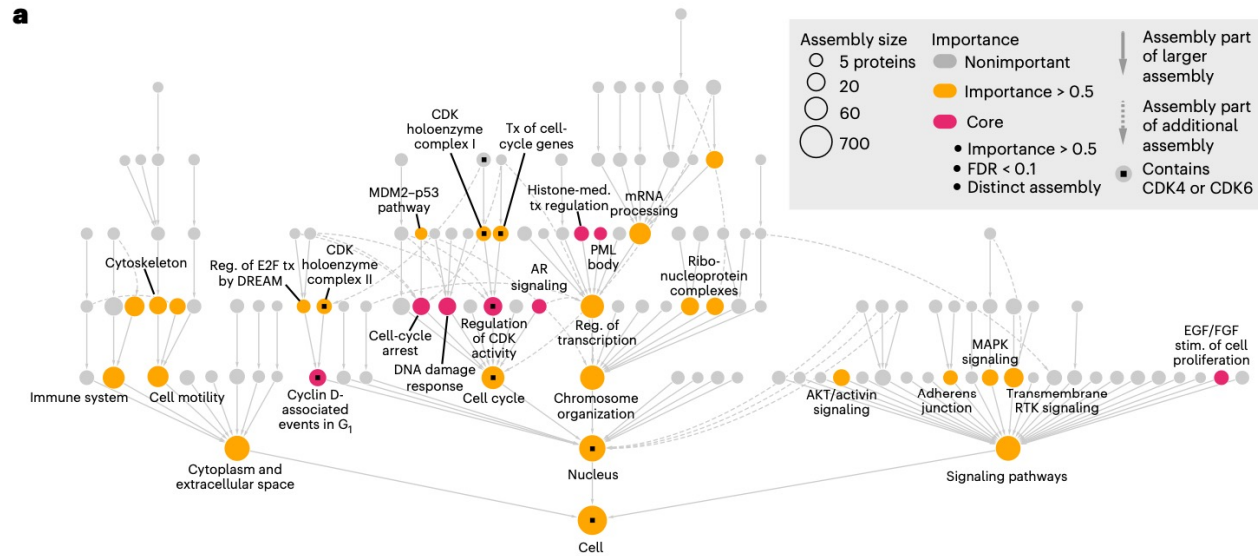 a
Assembly size
5 proteins
20
60
700
Importance
Nonimportant
Importance > 0.5
Core
• Importance > 0.5
• FDR < 0.1
• Distinct assembly
Assembly part
of larger
assembly
Assembly part
of additional
assembly
Contains
CDK4 or CDK6
CDK
holoenzyme
complex I
Tx of cell-
cycle genes
MDM2–p53
pathway
Histone-med.
tx regulation
mRNA
processing
PML
body
Cytoskeleton
Reg. of E2F tx
by DREAM
CDK
holoenzyme
complex II
AR
signaling
Ribo-
nucleoprotein
complexes
Cell-cycle
arrest
DNA damage
response
Regulation
of CDK
activity
Reg. of
transcription
MAPK
signaling
EGF/FGF
stim. of cell
proliferation
Immune system
Cell motility
Cyclin D-
associated
events in G1
Cell cycle
Chromosome
organization
AKT/activin
signaling
Adherens
junction
Transmembrane
RTK signaling
Cytoplasm and
extracellular space
Nucleus
Signaling pathways
Cell